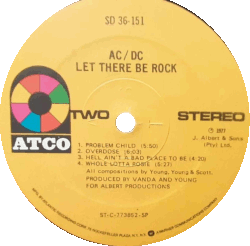 SD 36-151
AC/DC
LET THERE BE ROCK
ATCO
TWO
STEREO
℗ 1977
J. Albert & Sons
(Pty) Ltd.
1. PROBLEM CHILD (5:50)
2. OVERDOSE (6:03)
3. HELL AIN'T A BAD PLACE TO BE (4:20)
4. WHOLE LOTTA ROSIE (5:27)
All compositions by Young, Young & Scott.
PRODUCED BY VANDA AND YOUNG
FOR ALBERT PRODUCTIONS
ST-C-773802-SP